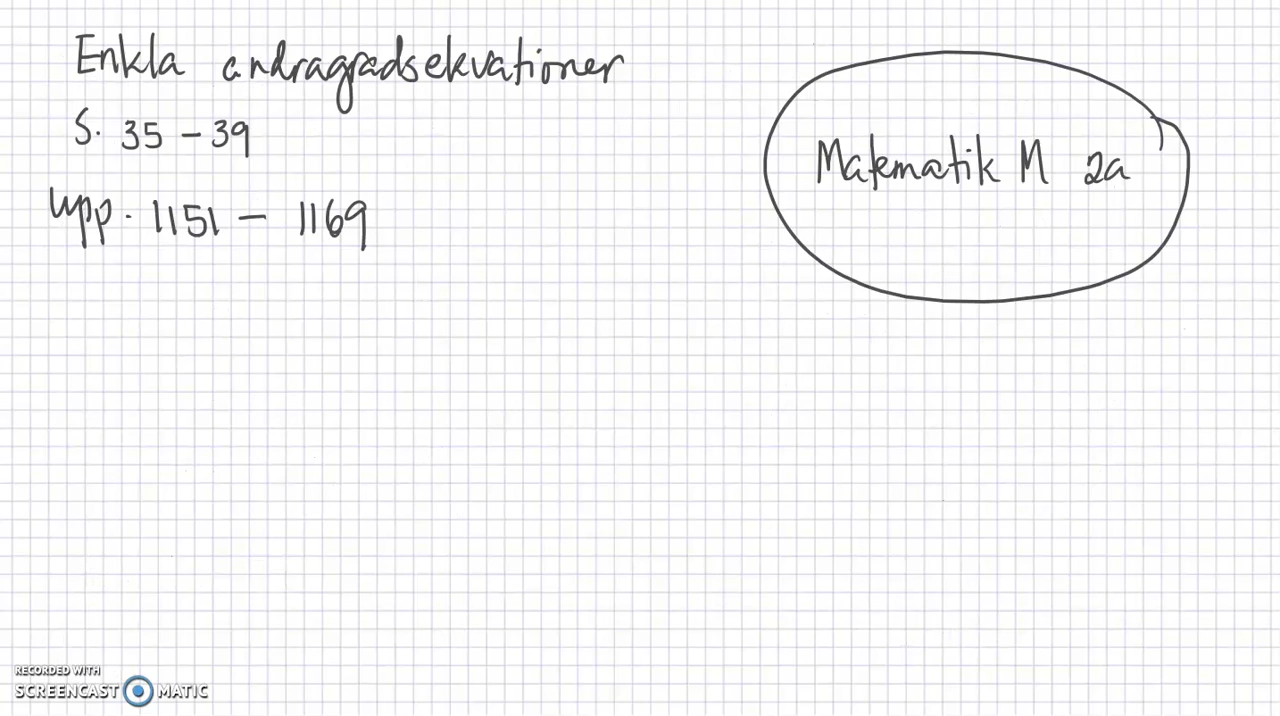 Enkla andragradsekvationer
S. 35 - 39
Upp. 1151 - 1169
Matematik M 2a
RECORDED WITH
SCREENCAST MATIC